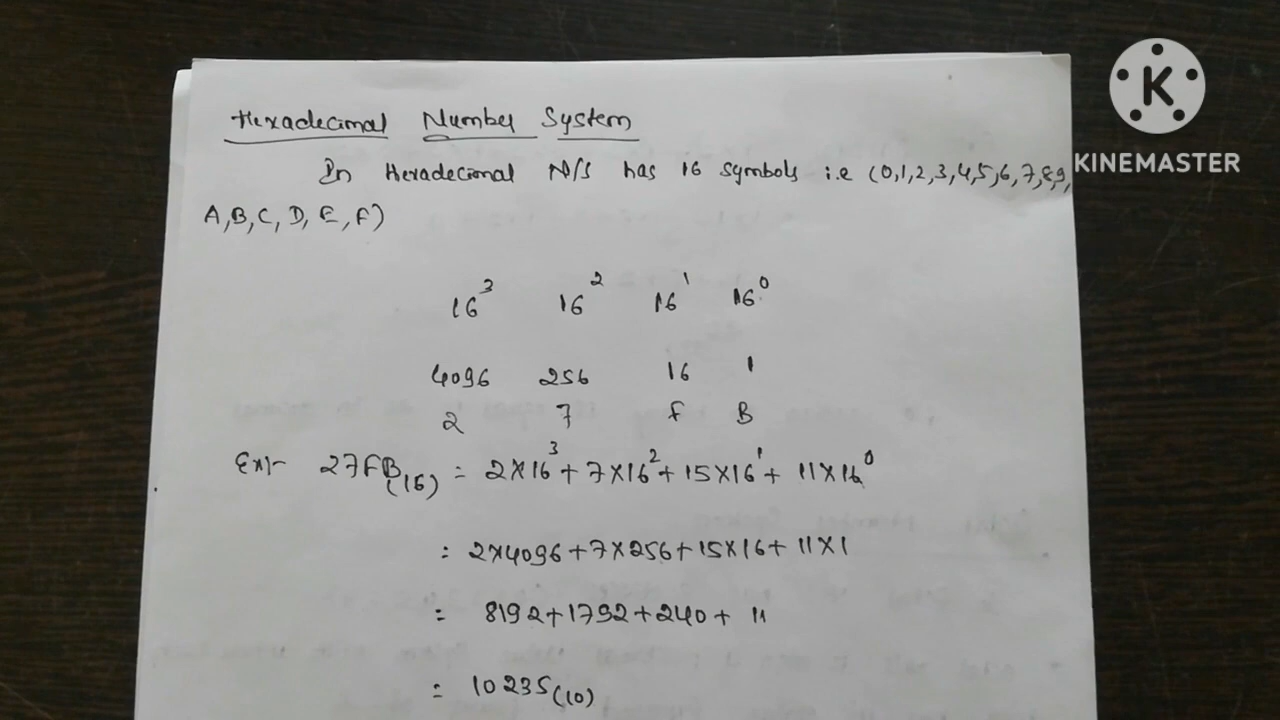 Hexadecimal Number System
In Hexadecimal N/S has 16 symbols i.e (0,1,2,3,4,5,6,7,8,9,
A,B,C,D,E,F)
16³ 16² 16¹ 16⁰
4096 256 16 1
2 7 F B
Ex:- 27FB(16) = 2×16³+7×16²+15×16¹+ 11×16⁰
= 2×4096+7×256+15×16+ 11×1
= 8192+1792+240+ 11
= 10235(10)
K
KINEMASTER